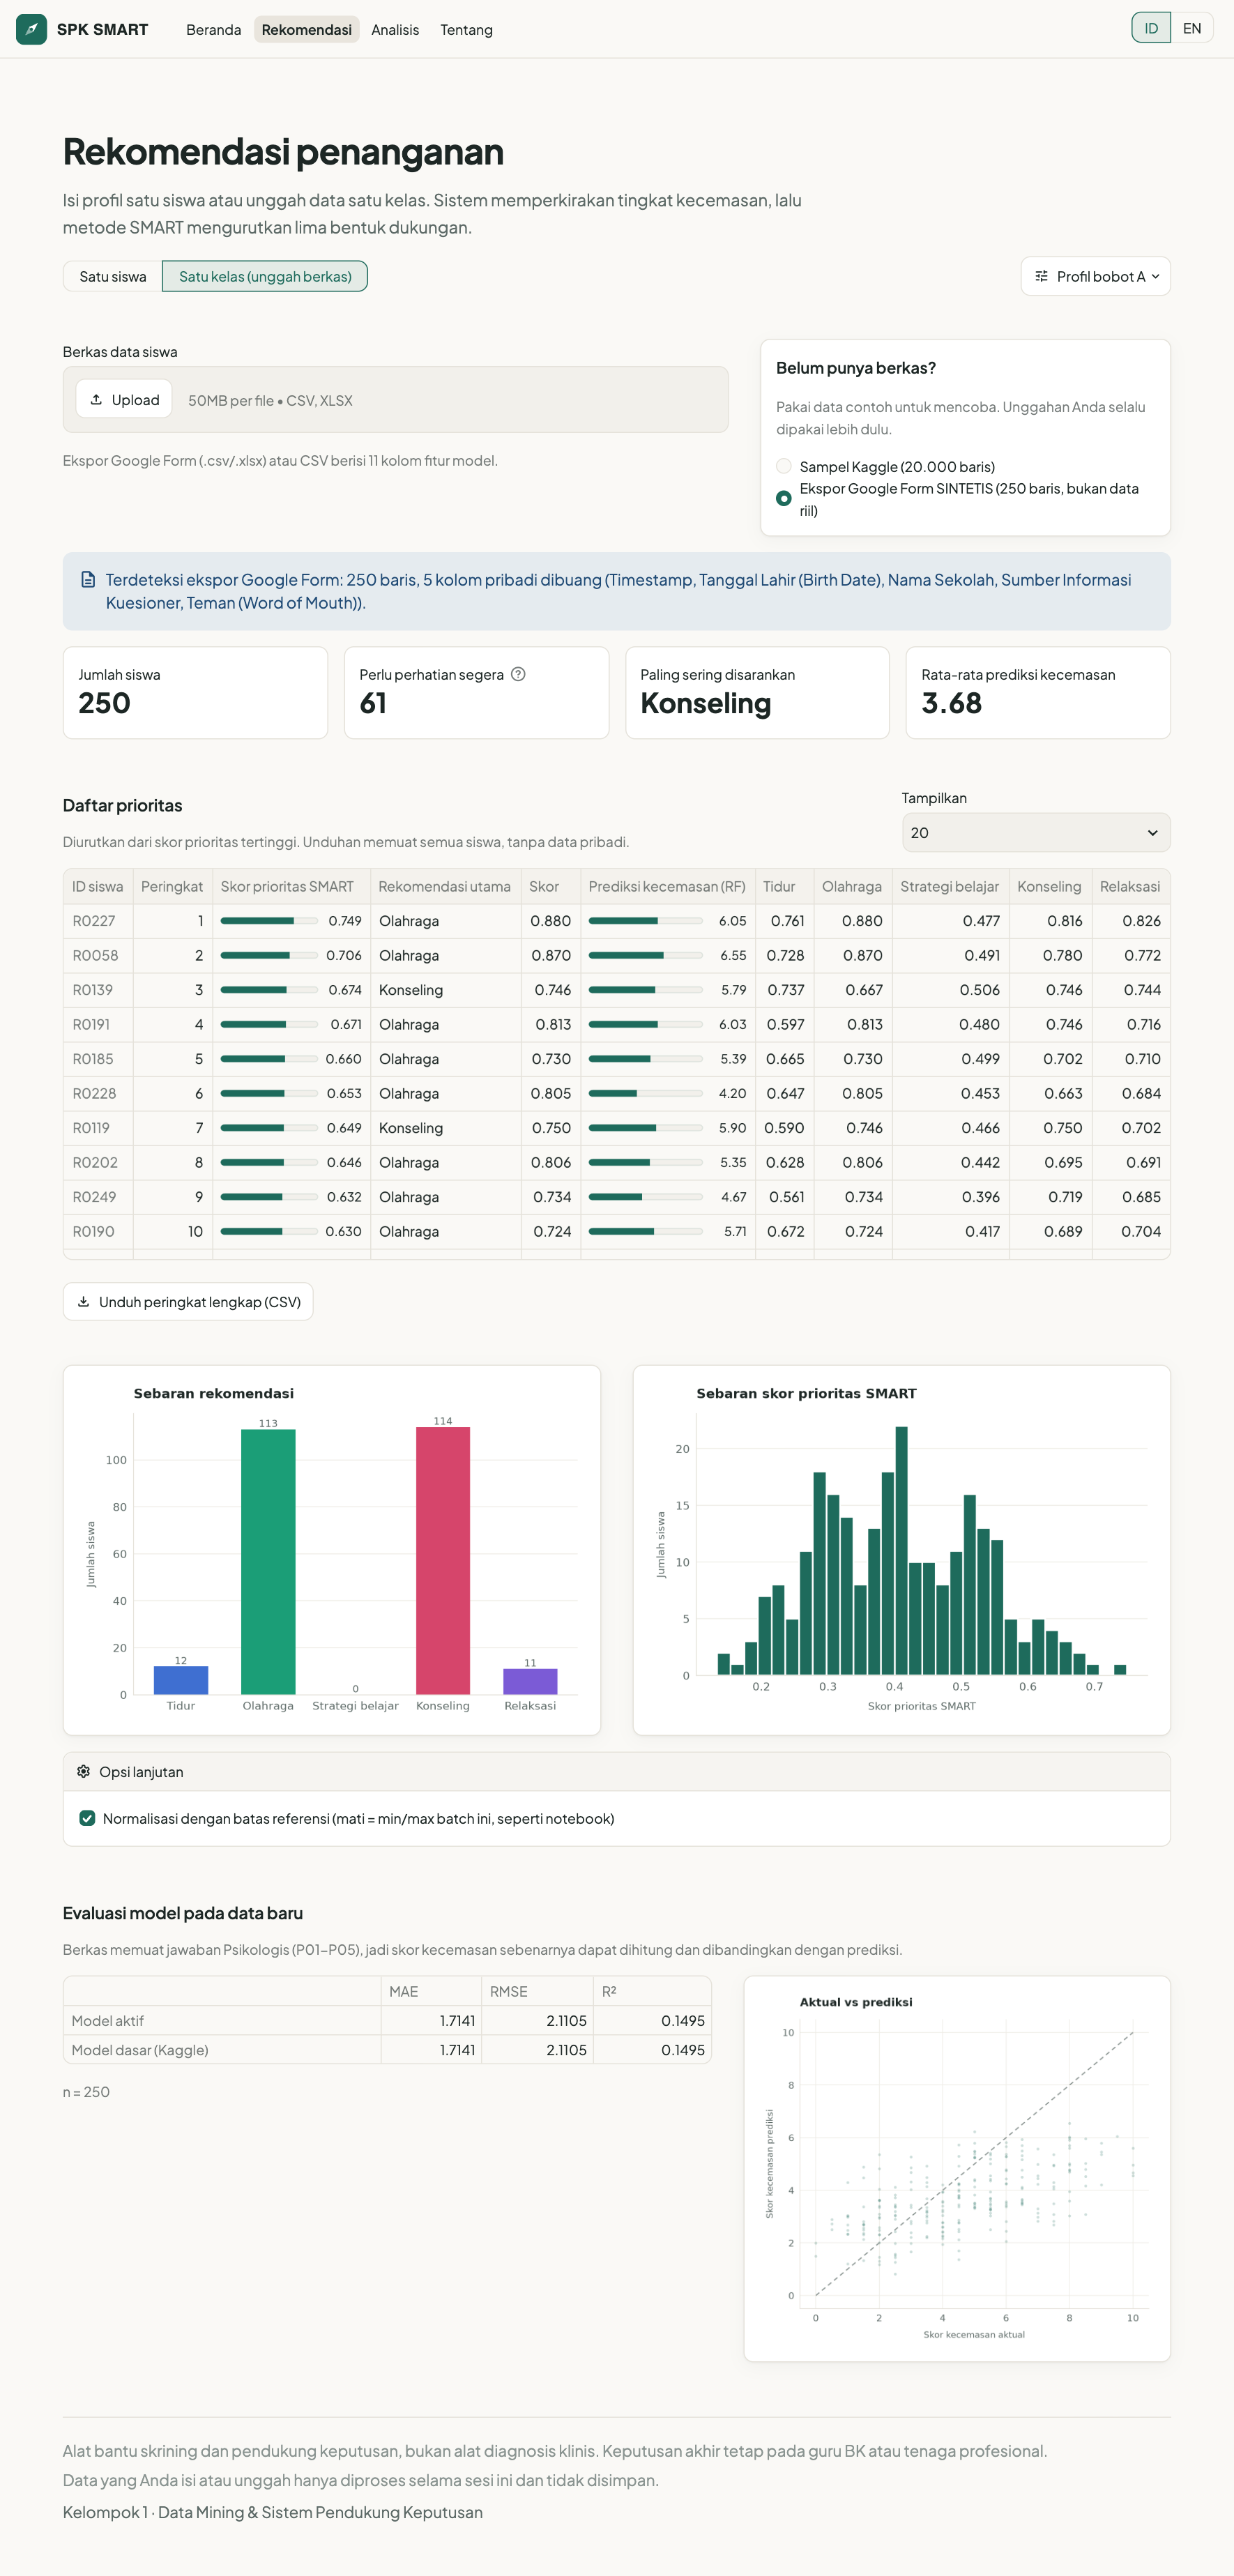 SPK SMART
Beranda
Rekomendasi
Analisis
Tentang
ID
EN
Rekomendasi penanganan
Isi profil satu siswa atau unggah data satu kelas. Sistem memperkirakan tingkat kecemasan, lalu
metode SMART mengurutkan lima bentuk dukungan.
Satu siswa
Satu kelas (unggah berkas)
Profil bobot A
Berkas data siswa
Upload
50MB per file • CSV, XLSX
Ekspor Google Form (.csv/.xlsx) atau CSV berisi 11 kolom fitur model.
Belum punya berkas?
Pakai data contoh untuk mencoba. Unggahan Anda selalu
dipakai lebih dulu.
Sampel Kaggle (20.000 baris)
Ekspor Google Form SINTETIS (250 baris, bukan data
riil)
Terdeteksi ekspor Google Form: 250 baris, 5 kolom pribadi dibuang (Timestamp, Tanggal Lahir (Birth Date), Nama Sekolah, Sumber Informasi
Kuesioner, Teman (Word of Mouth)).
Jumlah siswa
250
Perlu perhatian segera
61
Paling sering disarankan
Konseling
Rata-rata prediksi kecemasan
3.68
Daftar prioritas
Diurutkan dari skor prioritas tertinggi. Unduhan memuat semua siswa, tanpa data pribadi.
Tampilkan
20
ID siswa Peringkat Skor prioritas SMART Rekomendasi utama Skor Prediksi kecemasan (RF) Tidur Olahraga Strategi belajar Konseling Relaksasi
R0227 1 0.749 Olahraga 0.880 6.05 0.761 0.880 0.477 0.816 0.826
R0058 2 0.706 Olahraga 0.870 6.55 0.728 0.870 0.491 0.780 0.772
R0139 3 0.674 Konseling 0.746 5.79 0.737 0.667 0.506 0.746 0.744
R0191 4 0.671 Olahraga 0.813 6.03 0.597 0.813 0.480 0.746 0.716
R0185 5 0.660 Olahraga 0.730 5.39 0.665 0.730 0.499 0.702 0.710
R0228 6 0.653 Olahraga 0.805 4.20 0.647 0.805 0.453 0.663 0.684
R0119 7 0.649 Konseling 0.750 5.90 0.590 0.746 0.466 0.750 0.702
R0202 8 0.646 Olahraga 0.806 5.35 0.628 0.806 0.442 0.695 0.691
R0249 9 0.632 Olahraga 0.734 4.67 0.561 0.734 0.396 0.719 0.685
R0190 10 0.630 Olahraga 0.724 5.71 0.672 0.724 0.417 0.689 0.704
Unduh peringkat lengkap (CSV)
Sebaran rekomendasi
Jumlah siswa
100
80
60
40
20
0
12
113
0
114
11
Tidur
Olahraga
Strategi belajar
Konseling
Relaksasi
Sebaran skor prioritas SMART
Jumlah siswa
20
15
10
5
0
0.2
0.3
0.4
0.5
0.6
0.7
Skor prioritas SMART
Opsi lanjutan
Normalisasi dengan batas referensi (mati = min/max batch ini, seperti notebook)
Evaluasi model pada data baru
Berkas memuat jawaban Psikologis (P01–P05), jadi skor kecemasan sebenarnya dapat dihitung dan dibandingkan dengan prediksi.
MAE RMSE R²
Model aktif 1.7141 2.1105 0.1495
Model dasar (Kaggle) 1.7141 2.1105 0.1495
n = 250
Aktual vs prediksi
Skor kecemasan prediksi
10
8
6
4
2
0
0
2
4
6
8
10
Skor kecemasan aktual
Alat bantu skrining dan pendukung keputusan, bukan alat diagnosis klinis. Keputusan akhir tetap pada guru BK atau tenaga profesional.
Data yang Anda isi atau unggah hanya diproses selama sesi ini dan tidak disimpan.
Kelompok 1 · Data Mining & Sistem Pendukung Keputusan